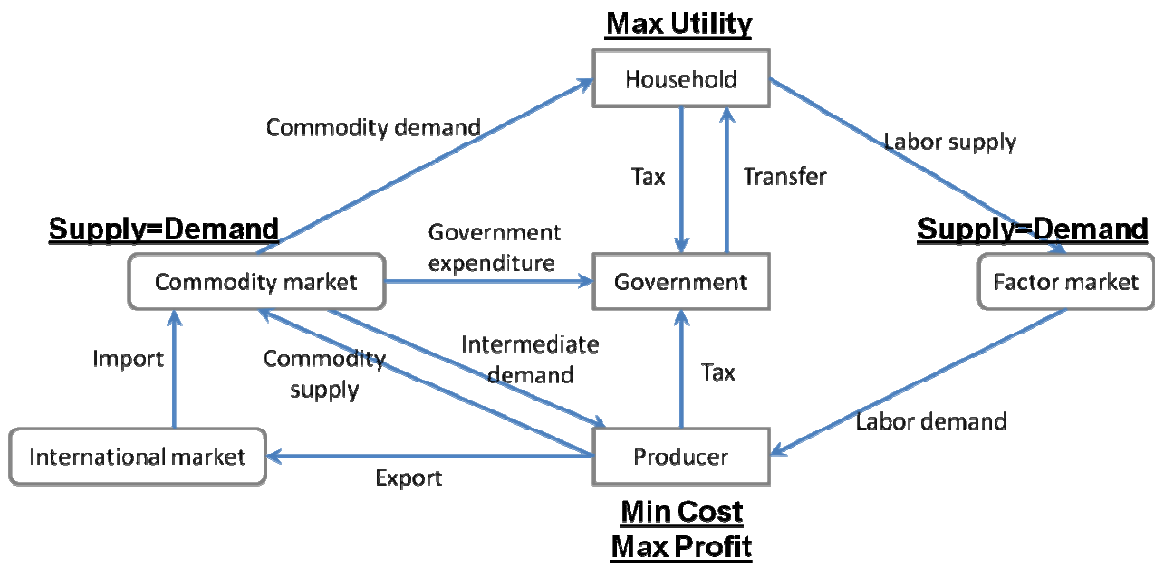 Max Utility
Household
Commodity demand
Labor supply
Tax
Transfer
Supply=Demand
Supply=Demand
Government
expenditure
Commodity market
Government
Factor market
Import
Commodity
supply
Intermediate
demand
Tax
Labor demand
International market
Producer
Export
Min Cost
Max Profit